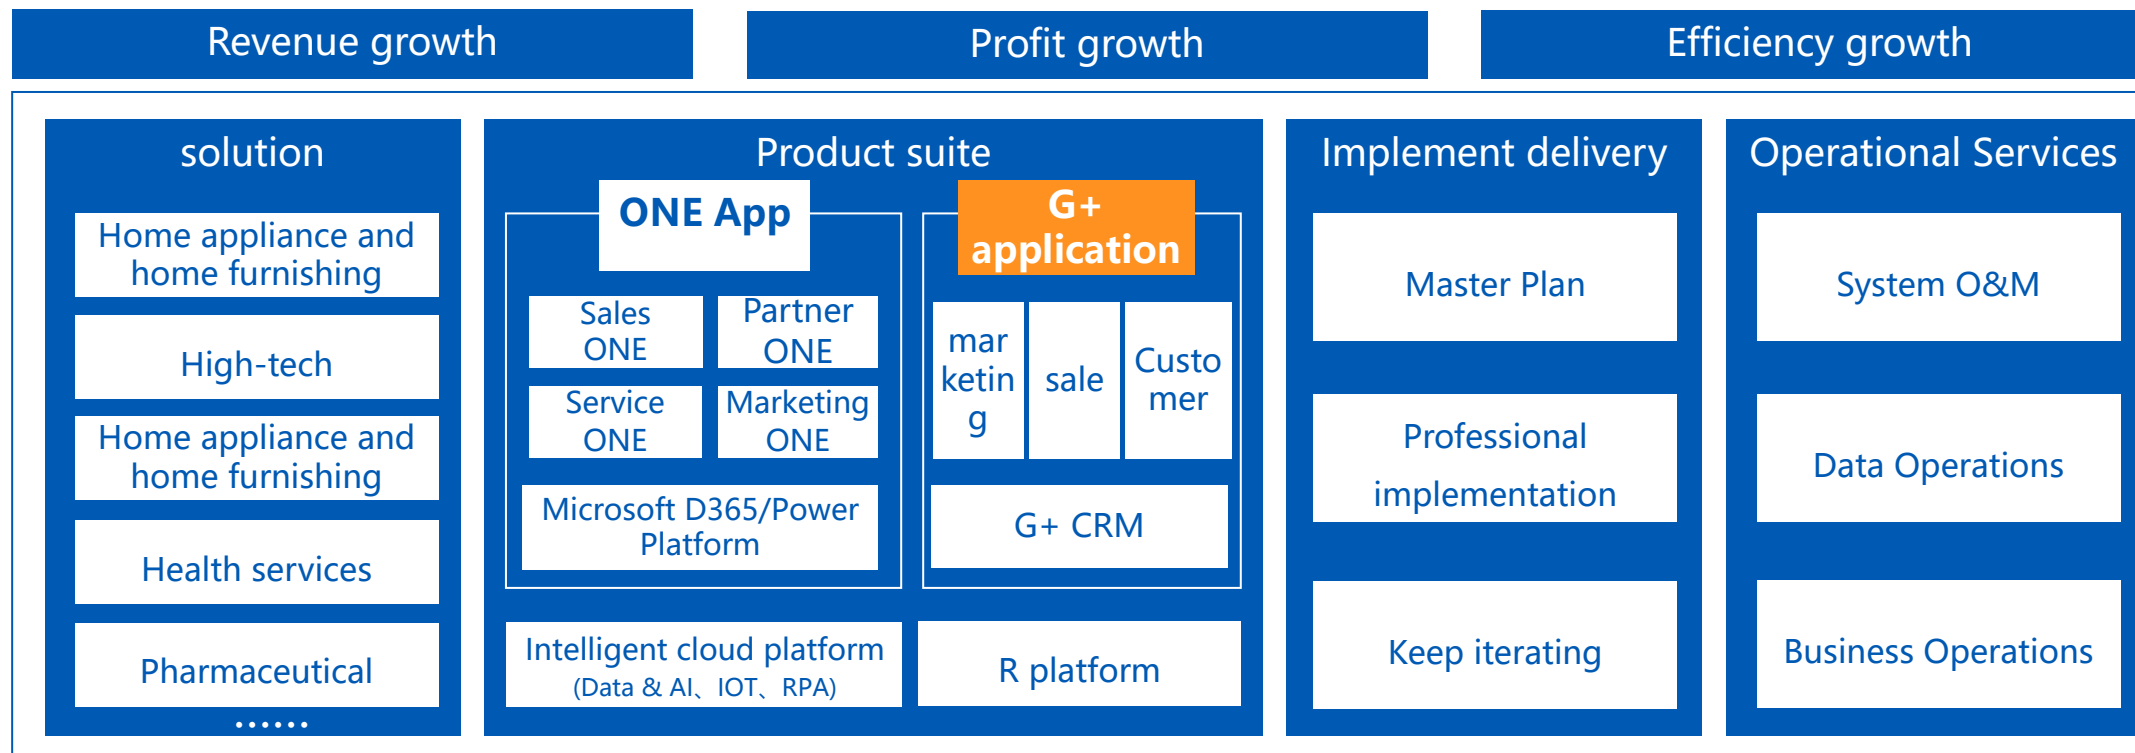 Revenue growth
Profit growth
Efficiency growth
solution
Home appliance and
home furnishing
High-tech
Home appliance and
home furnishing
Health services
Pharmaceutical
······
Product suite
ONE App
Sales
ONE
Partner
ONE
Service
ONE
Marketing
ONE
Microsoft D365/Power
Platform
G+
application
mar
ketin
g
sale
Custo
mer
G+ CRM
Intelligent cloud platform
(Data & AI、IOT、RPA)
R platform
Implement delivery
Master Plan
Professional
implementation
Keep iterating
Operational Services
System O&M
Data Operations
Business Operations